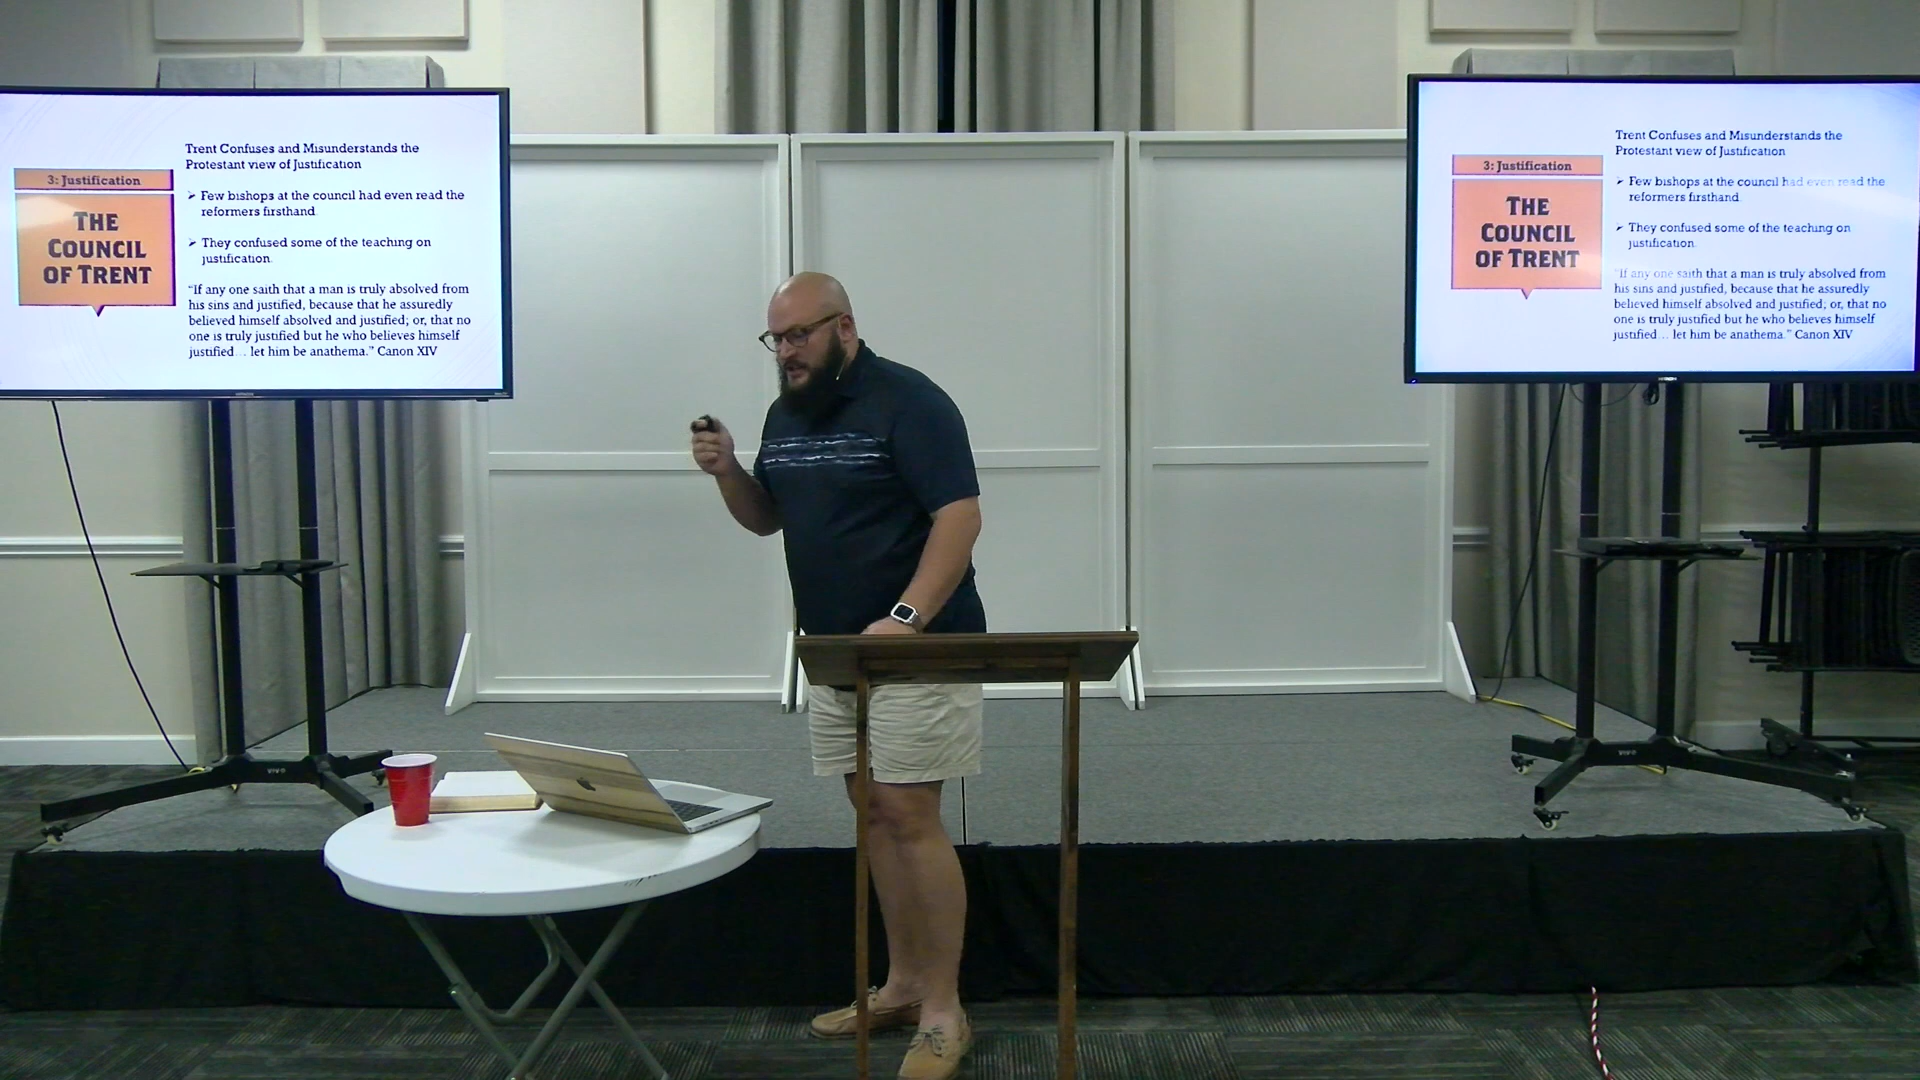 3: Justification
THE
COUNCIL
OF TRENT
Trent Confuses and Misunderstands the
Protestant view of Justification
➢ Few bishops at the council had even read the
reformers firsthand.
➢ They confused some of the teaching on
justification.
“If any one saith that a man is truly absolved from
his sins and justified, because that he assuredly
believed himself absolved and justified; or, that no
one is truly justified but he who believes himself
justified… let him be anathema.” Canon XIV
3: Justification
THE
COUNCIL
OF TRENT
Trent Confuses and Misunderstands the
Protestant view of Justification
➢ Few bishops at the council had even read the
reformers firsthand.
➢ They confused some of the teaching on
justification.
“If any one saith that a man is truly absolved from
his sins and justified, because that he assuredly
believed himself absolved and justified; or, that no
one is truly justified but he who believes himself
justified… let him be anathema.” Canon XIV
VIVO
VIVO